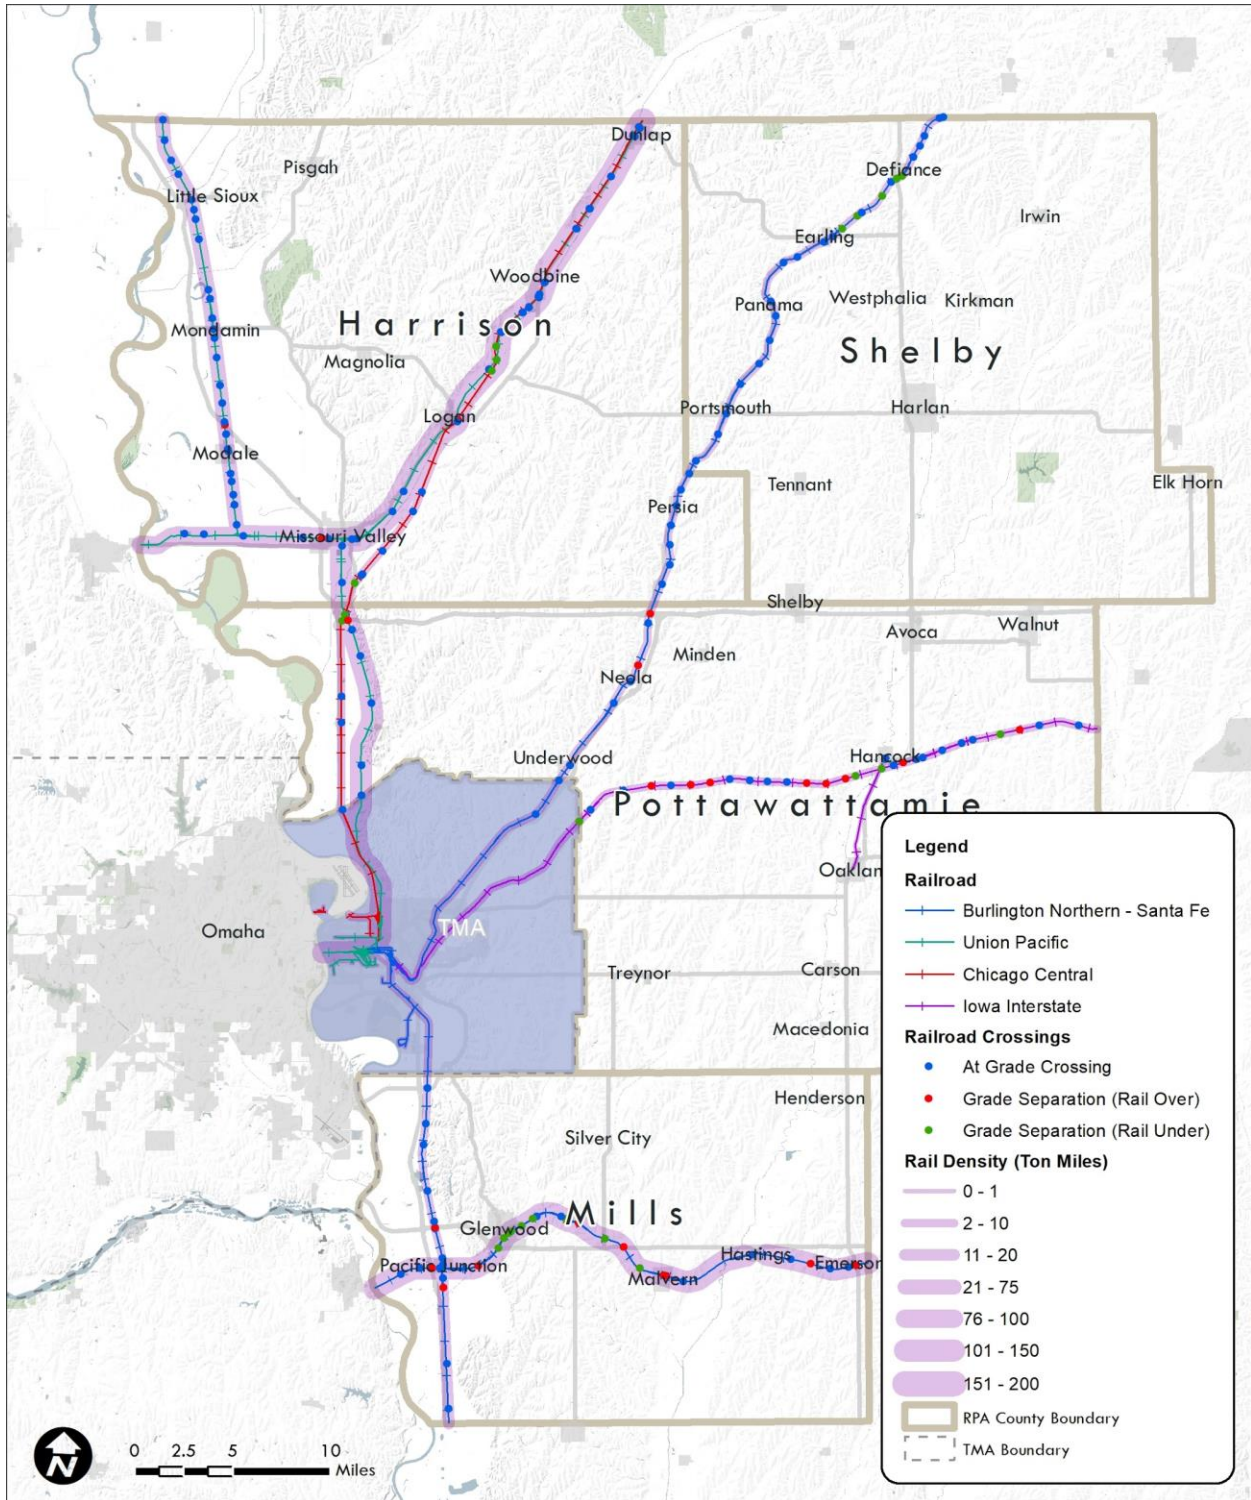 Dunlap
Pisgah
Defiance
Little Sioux
Irwin
Earling
Woodbine
Panama
Westphalia
Kirkman
Harrison
Mondamin
Magnolia
Shelby
Portsmouth
Harlan
Logan
Modale
Tennant
Elk Horn
Persia
Missouri Valley
Shelby
Avoca
Walnut
Minden
Neola
Underwood
Hancock
Pottawattamie
Oaklan
Omaha
TMA
Treynor
Carson
Macedonia
Henderson
Silver City
Mills
Glenwood
Pacific Junction
Hastings
Emerson
Malvern
Legend
Railroad
Burlington Northern - Santa Fe
Union Pacific
Chicago Central
Iowa Interstate
Railroad Crossings
At Grade Crossing
Grade Separation (Rail Over)
Grade Separation (Rail Under)
Rail Density (Ton Miles)
0 - 1
2 - 10
11 - 20
21 - 75
76 - 100
101 - 150
151 - 200
RPA County Boundary
TMA Boundary
N
0 2.5 5 10
Miles